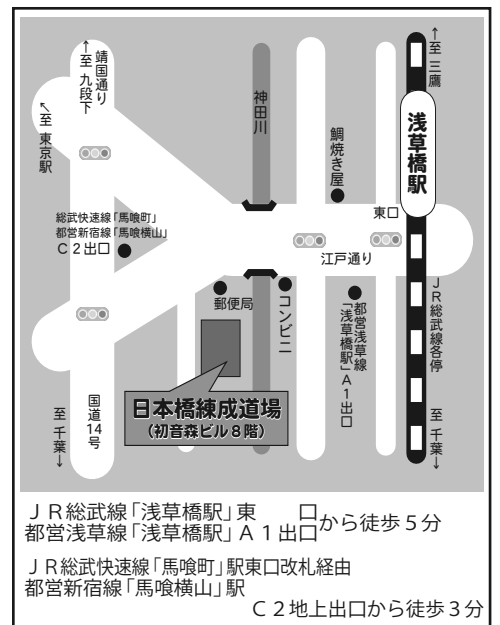 ↑至 九段下
靖国通り
↑至 東京駅
神田川
鯛焼き屋
↑至 三鷹
浅草橋駅
東口
江戸通り
総武快速線「馬喰町」
都営新宿線「馬喰横山」
Ｃ２出口
郵便局
コンビニ
都営浅草線
「浅草橋駅」Ａ１出口
ＪＲ総武線各停
日本橋練成道場
(初音森ビル８階)
国道14号
至 千葉↓
至 千葉↓
ＪＲ総武線「浅草橋駅」東　口
都営浅草線「浅草橋駅」Ａ１出口から徒歩５分
ＪＲ総武快速線「馬喰町」駅東口改札経由
都営新宿線「馬喰横山」駅
Ｃ２地上出口から徒歩３分